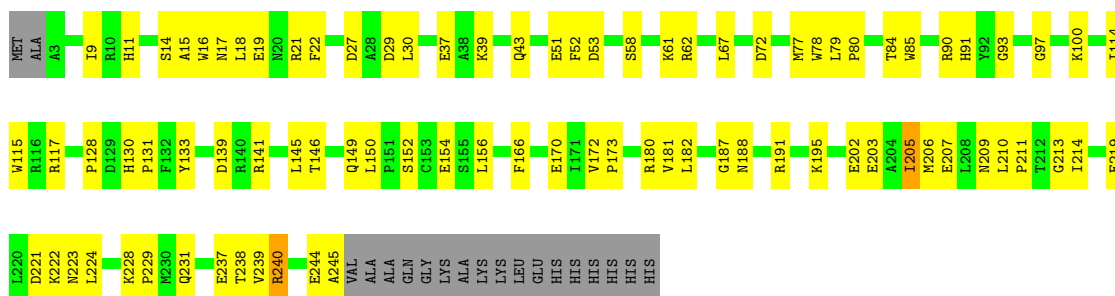 MET ALA A3 I9 R10 H11 S14 A15 W16 N17 L18 E19 N20 R21 F22 D27 A28 D29 L30 E37 A38 K39 Q43 E51 F52 D53 S58 K61 R62 L67 D72 M77 W78 L79 P80 T84 W85 R90 H91 Y92 G93 G97 K100
W115 R116 R117 P128 D129 H130 P131 F132 Y133 D139 R140 R141 L145 T146 Q149 L150 P151 S152 C153 E154 S155 L156 F166 E170 I171 V172 P173 R180 V181 L182 G187 N188 R191 K195 E202 E203 A204 I205 M206 E207 L208 N209 L210 P211 T212 G213 I214
L220 D221 K222 N223 L224 K228 P229 M230 Q231 E237 T238 V239 R240 E244 A245 VAL ALA ALA GLN GLY LYS ALA LYS LYS LEU GLU HIS HIS HIS HIS HIS HIS